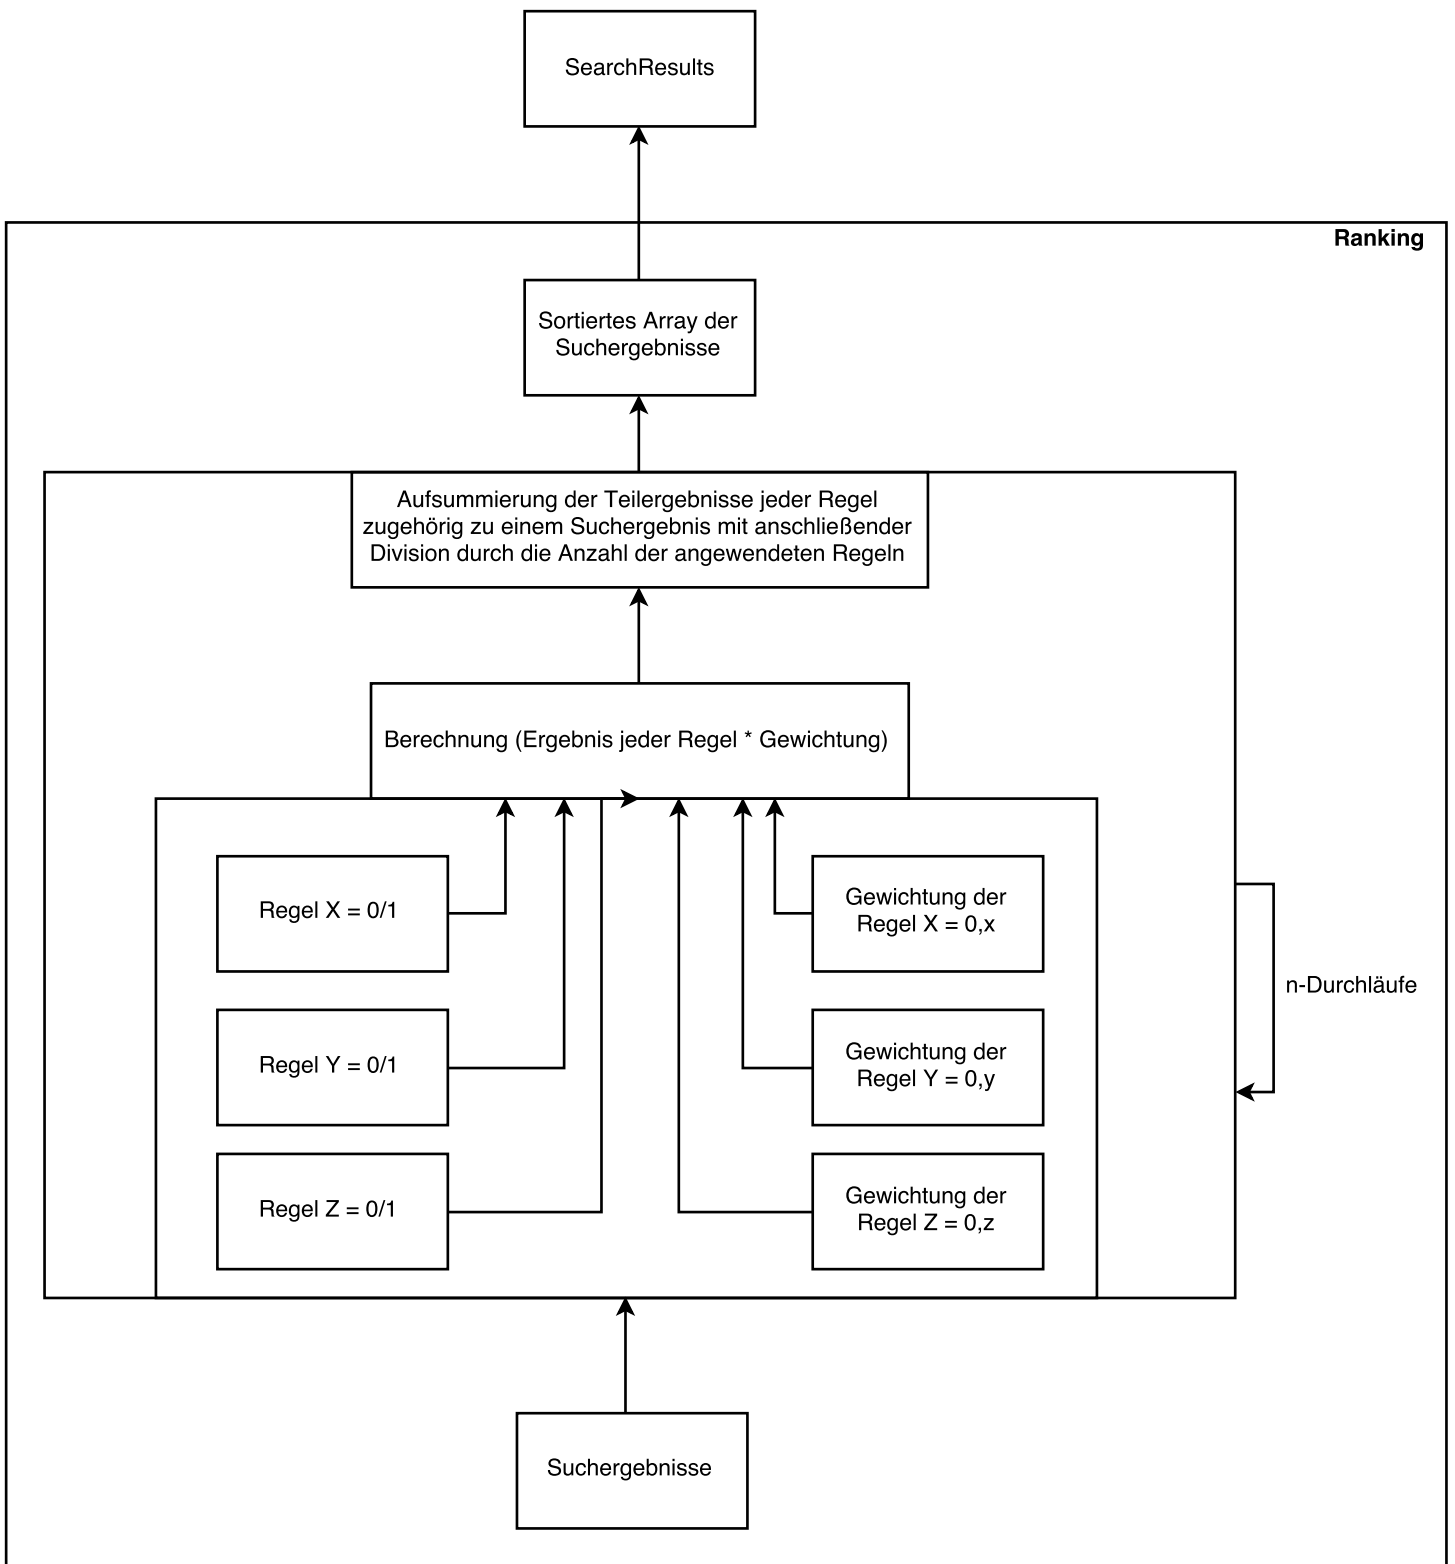 SearchResults
Ranking
Sortiertes Array der
Suchergebnisse
Aufsummierung der Teilergebnisse jeder Regel
zugehörig zu einem Suchergebnis mit anschließender
Division durch die Anzahl der angewendeten Regeln
Berechnung (Ergebnis jeder Regel * Gewichtung)
Regel X = 0/1
Gewichtung der
Regel X = 0,x
n-Durchläufe
Regel Y = 0/1
Gewichtung der
Regel Y = 0,y
Regel Z = 0/1
Gewichtung der
Regel Z = 0,z
Suchergebnisse